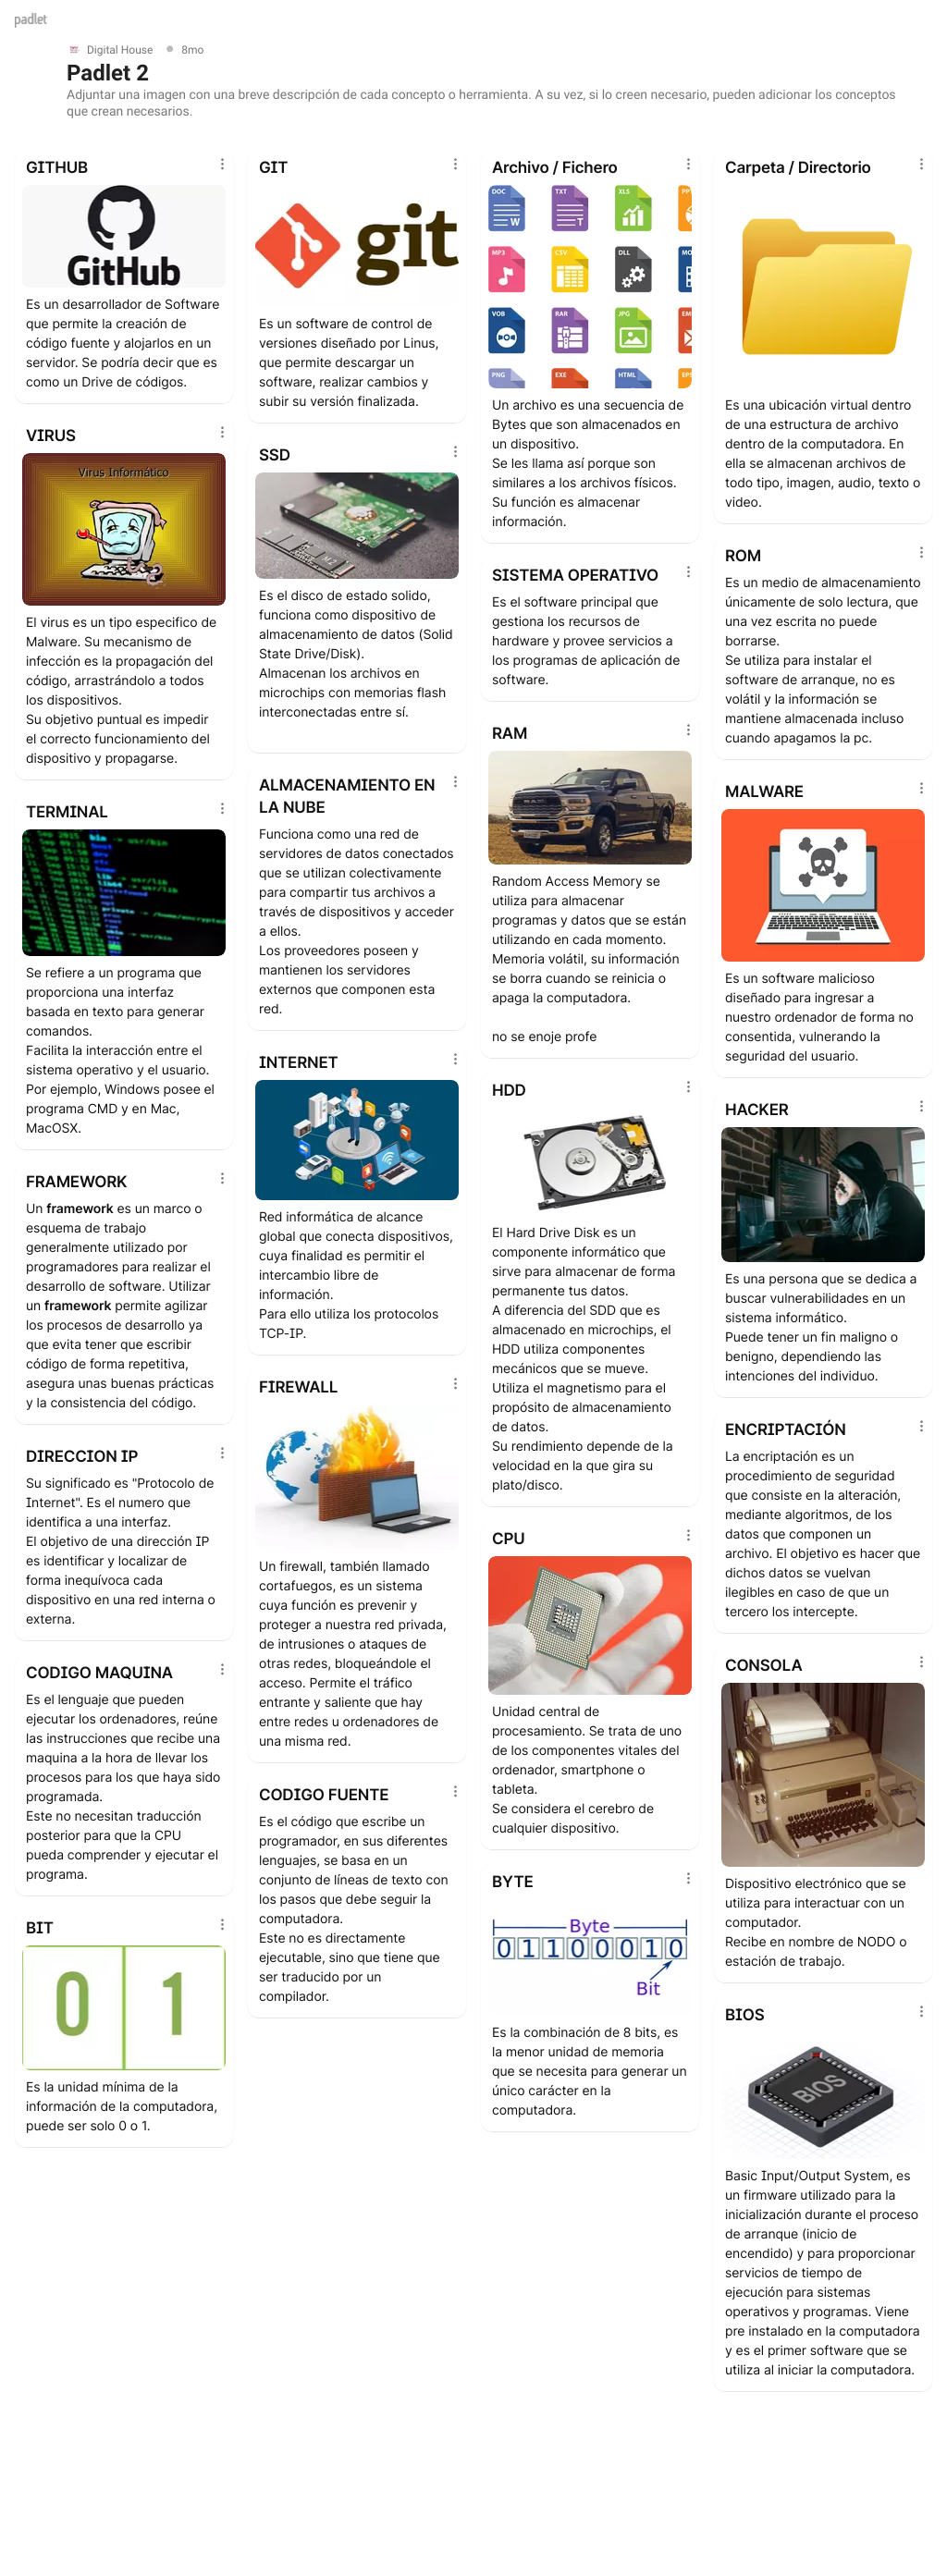 padlet
Digital House
8mo
Padlet 2
Adjuntar una imagen con una breve descripción de cada concepto o herramienta. A su vez, si lo creen necesario, pueden adicionar los conceptos
que crean necesarios.
GITHUB
GitHub
Es un desarrollador de Software
que permite la creación de
código fuente y alojarlos en un
servidor. Se podría decir que es
como un Drive de códigos.
VIRUS
Virus Informático
El virus es un tipo especifico de
Malware. Su mecanismo de
infección es la propagación del
código, arrastrándolo a todos
los dispositivos.
Su objetivo puntual es impedir
el correcto funcionamiento del
dispositivo y propagarse.
TERMINAL
Se refiere a un programa que
proporciona una interfaz
basada en texto para generar
comandos.
Facilita la interacción entre el
sistema operativo y el usuario.
Por ejemplo, Windows posee el
programa CMD y en Mac,
MacOSX.
FRAMEWORK
Un framework es un marco o
esquema de trabajo
generalmente utilizado por
programadores para realizar el
desarrollo de software. Utilizar
un framework permite agilizar
los procesos de desarrollo ya
que evita tener que escribir
código de forma repetitiva,
asegura unas buenas prácticas
y la consistencia del código.
DIRECCION IP
Su significado es "Protocolo de
Internet". Es el numero que
identifica a una interfaz.
El objetivo de una dirección IP
es identificar y localizar de
forma inequívoca cada
dispositivo en una red interna o
externa.
CODIGO MAQUINA
Es el lenguaje que pueden
ejecutar los ordenadores, reúne
las instrucciones que recibe una
maquina a la hora de llevar los
procesos para los que haya sido
programada.
Este no necesitan traducción
posterior para que la CPU
pueda comprender y ejecutar el
programa.
BIT
0 1
Es la unidad mínima de la
información de la computadora,
puede ser solo 0 o 1.
GIT
git
Es un software de control de
versiones diseñado por Linus,
que permite descargar un
software, realizar cambios y
subir su versión finalizada.
SSD
Es el disco de estado solido,
funciona como dispositivo de
almacenamiento de datos (Solid
State Drive/Disk).
Almacenan los archivos en
microchips con memorias flash
interconectadas entre sí.
ALMACENAMIENTO EN
LA NUBE
Funciona como una red de
servidores de datos conectados
que se utilizan colectivamente
para compartir tus archivos a
través de dispositivos y acceder
a ellos.
Los proveedores poseen y
mantienen los servidores
externos que componen esta
red.
INTERNET
Red informática de alcance
global que conecta dispositivos,
cuya finalidad es permitir el
intercambio libre de
información.
Para ello utiliza los protocolos
TCP-IP.
FIREWALL
Un firewall, también llamado
cortafuegos, es un sistema
cuya función es prevenir y
proteger a nuestra red privada,
de intrusiones o ataques de
otras redes, bloqueándole el
acceso. Permite el tráfico
entrante y saliente que hay
entre redes u ordenadores de
una misma red.
CODIGO FUENTE
Es el código que escribe un
programador, en sus diferentes
lenguajes, se basa en un
conjunto de líneas de texto con
los pasos que debe seguir la
computadora.
Este no es directamente
ejecutable, sino que tiene que
ser traducido por un
compilador.
Archivo / Fichero
DOC TXT XLS PP
W T
MP3 CSV DLL MO
VOB RAR JPG EM
PNG EXE HTML EPS
Un archivo es una secuencia de
Bytes que son almacenados en
un dispositivo.
Se les llama así porque son
similares a los archivos físicos.
Su función es almacenar
información.
SISTEMA OPERATIVO
Es el software principal que
gestiona los recursos de
hardware y provee servicios a
los programas de aplicación de
software.
RAM
Random Access Memory se
utiliza para almacenar
programas y datos que se están
utilizando en cada momento.
Memoria volátil, su información
se borra cuando se reinicia o
apaga la computadora.
no se enoje profe
HDD
El Hard Drive Disk es un
componente informático que
sirve para almacenar de forma
permanente tus datos.
A diferencia del SDD que es
almacenado en microchips, el
HDD utiliza componentes
mecánicos que se mueve.
Utiliza el magnetismo para el
propósito de almacenamiento
de datos.
Su rendimiento depende de la
velocidad en la que gira su
plato/disco.
CPU
Unidad central de
procesamiento. Se trata de uno
de los componentes vitales del
ordenador, smartphone o
tableta.
Se considera el cerebro de
cualquier dispositivo.
BYTE
Byte
0 1 1 0 0 0 1 0
Bit
Es la combinación de 8 bits, es
la menor unidad de memoria
que se necesita para generar un
único carácter en la
computadora.
Carpeta / Directorio
Es una ubicación virtual dentro
de una estructura de archivo
dentro de la computadora. En
ella se almacenan archivos de
todo tipo, imagen, audio, texto o
video.
ROM
Es un medio de almacenamiento
únicamente de solo lectura, que
una vez escrita no puede
borrarse.
Se utiliza para instalar el
software de arranque, no es
volátil y la información se
mantiene almacenada incluso
cuando apagamos la pc.
MALWARE
Es un software malicioso
diseñado para ingresar a
nuestro ordenador de forma no
consentida, vulnerando la
seguridad del usuario.
HACKER
Es una persona que se dedica a
buscar vulnerabilidades en un
sistema informático.
Puede tener un fin maligno o
benigno, dependiendo las
intenciones del individuo.
ENCRIPTACIÓN
La encriptación es un
procedimiento de seguridad
que consiste en la alteración,
mediante algoritmos, de los
datos que componen un
archivo. El objetivo es hacer que
dichos datos se vuelvan
ilegibles en caso de que un
tercero los intercepte.
CONSOLA
Dispositivo electrónico que se
utiliza para interactuar con un
computador.
Recibe en nombre de NODO o
estación de trabajo.
BIOS
BIOS
Basic Input/Output System, es
un firmware utilizado para la
inicialización durante el proceso
de arranque (inicio de
encendido) y para proporcionar
servicios de tiempo de
ejecución para sistemas
operativos y programas. Viene
pre instalado en la computadora
y es el primer software que se
utiliza al iniciar la computadora.